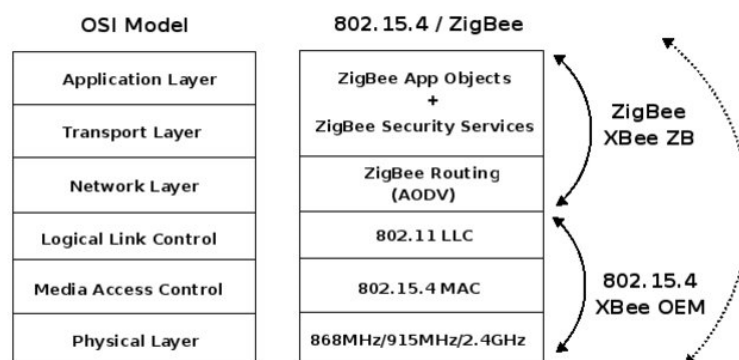 OSI Model
802.15.4 / ZigBee
Application Layer
Transport Layer
Network Layer
Logical Link Control
Media Access Control
Physical Layer
ZigBee App Objects
+
ZigBee Security Services
ZigBee Routing
(AODV)
802.11 LLC
802.15.4 MAC
868MHz/915MHz/2.4GHz
ZigBee
XBee ZB
802.15.4
XBee OEM